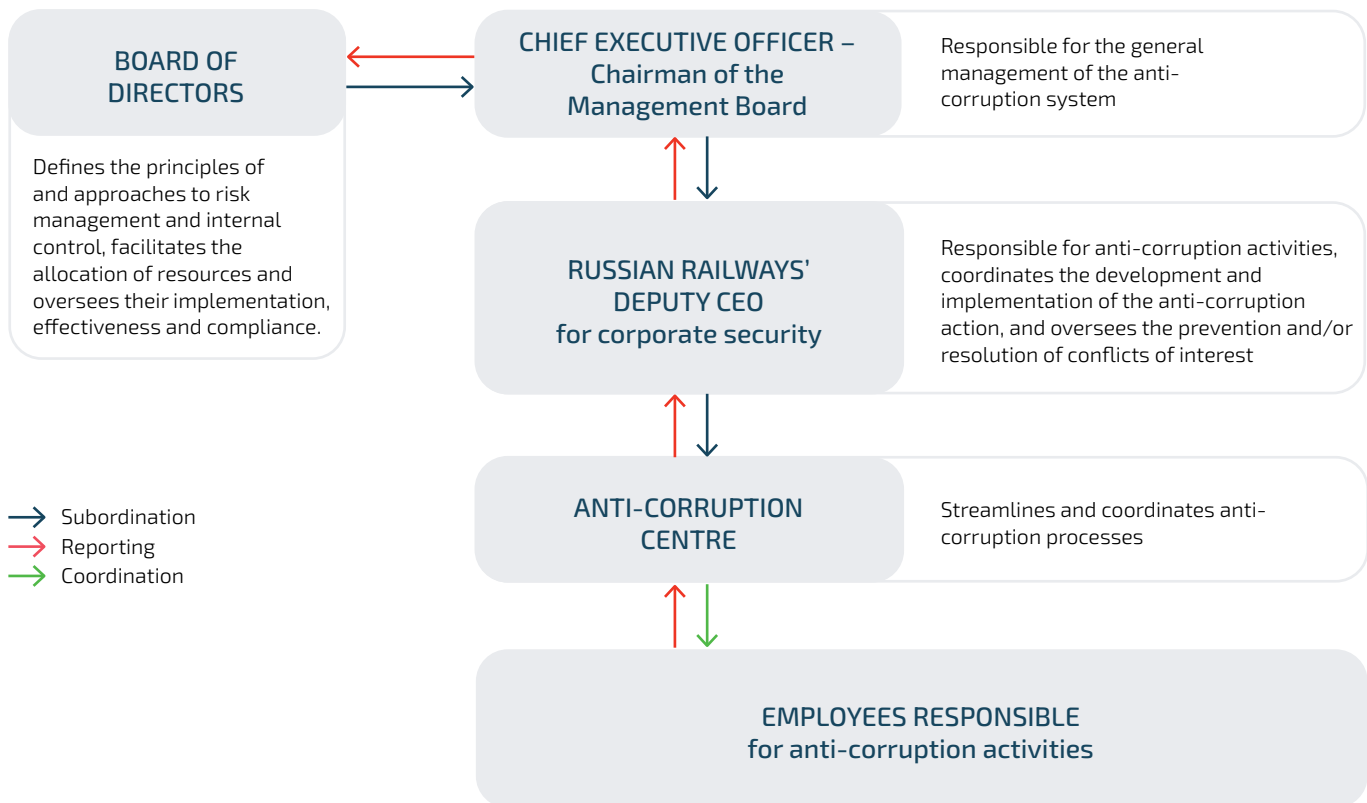 BOARD OF
DIRECTORS
Defines the principles of
and approaches to risk
management and internal
control, facilitates the
allocation of resources and
oversees their implementation,
effectiveness and compliance.
CHIEF EXECUTIVE OFFICER –
Chairman of the
Management Board
Responsible for the general
management of the anti-
corruption system
RUSSIAN RAILWAYS’
DEPUTY CEO
for corporate security
Responsible for anti-corruption activities,
coordinates the development and
implementation of the anti-corruption
action, and oversees the prevention and/or
resolution of conflicts of interest
ANTI-CORRUPTION
CENTRE
Streamlines and coordinates anti-
corruption processes
Subordination
Reporting
Coordination
EMPLOYEES RESPONSIBLE
for anti-corruption activities